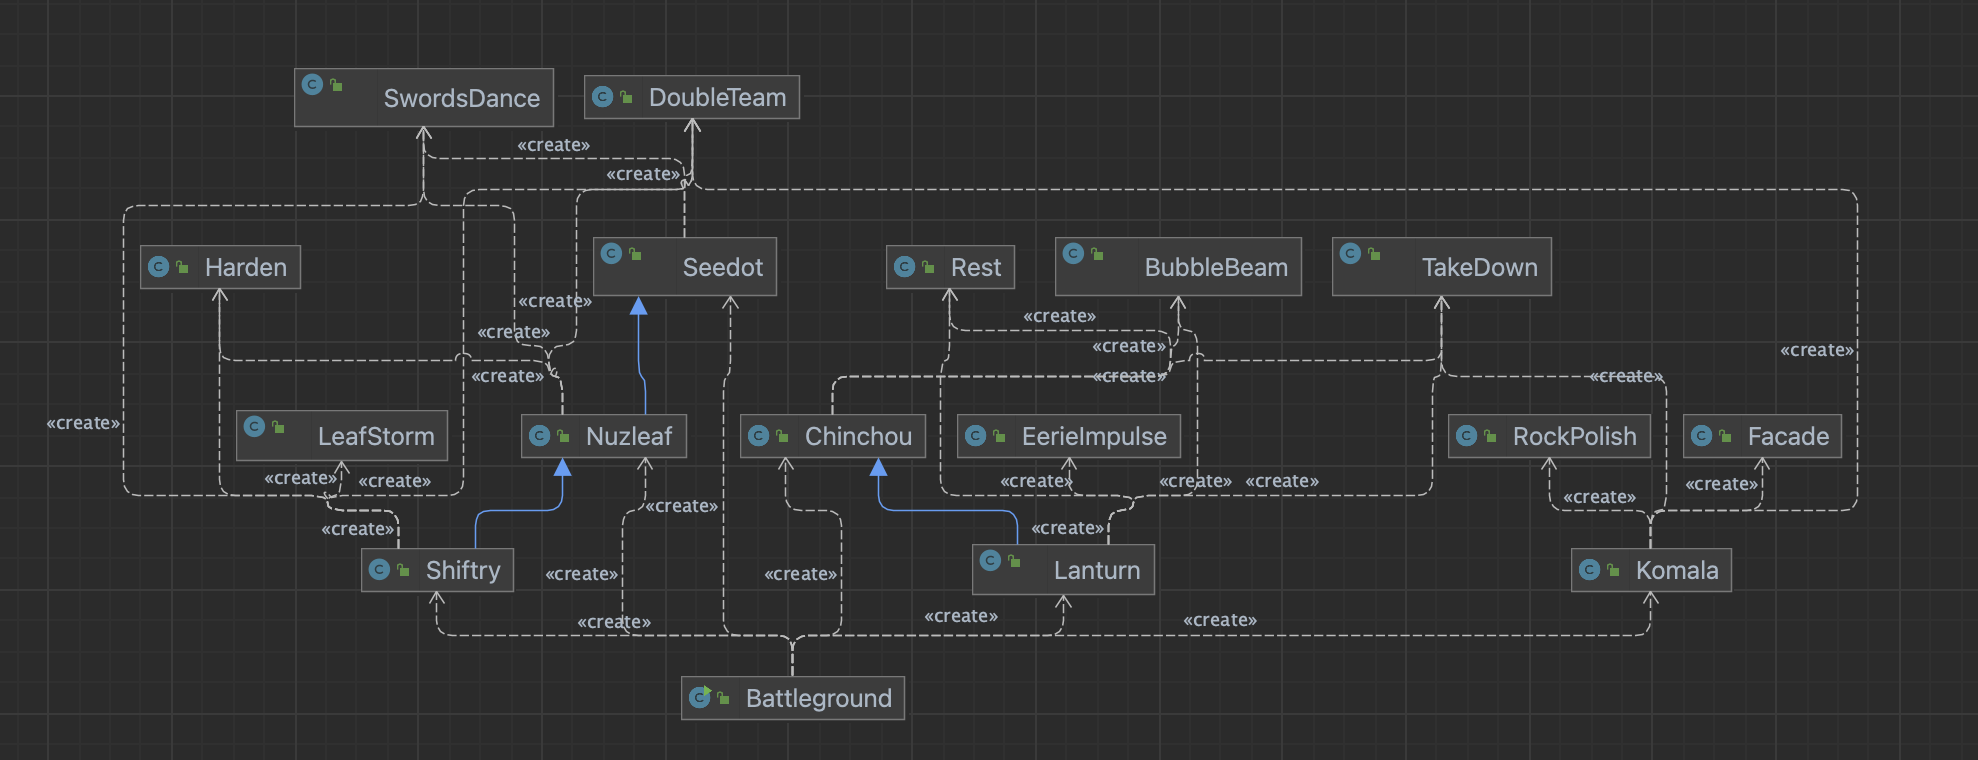 SwordsDance
DoubleTeam
«create»
«create»
Harden
Seedot
Rest
BubbleBeam
TakeDown
«create»
«create»
«create»
«create»
«create»
«create»
«create»
«create»
«create»
LeafStorm
Nuzleaf
Chinchou
EerieImpulse
RockPolish
Facade
«create»
«create»
«create»
«create»
«create»
«create»
«create»
«create»
«create»
«create»
«create»
Shiftry
Lanturn
Komala
«create»
«create»
«create»
«create»
«create»
Battleground